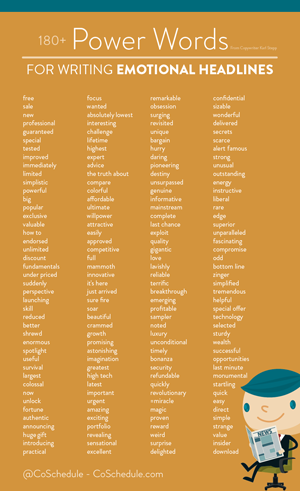 180+ Power Words
FOR WRITING EMOTIONAL HEADLINES
free
sale
new
professional
guaranteed
special
tested
improved
immediately
limited
simplistic
powerful
big
popular
exclusive
valuable
how to
endorsed
unlimited
discount
fundamentals
under priced
suddenly
perspective
launching
skill
reduced
better
shrewd
enormous
spotlight
useful
survival
largest
colossal
now
unlock
fortune
authentic
announcing
huge gift
introducing
practical
focus
wanted
absolutely lowest
interesting
challenge
lifetime
highest
expert
advice
the truth about
compare
colorful
affordable
ultimate
willpower
attractive
easily
approved
competitive
full
mammoth
innovative
it's here
just arrived
sure fire
soar
beautiful
crammed
growth
promising
astonishing
imagination
greatest
high tech
latest
important
urgent
amazing
exciting
portfolio
revealing
sensational
excellent
remarkable
obsession
surging
revisited
unique
bargain
hurry
daring
pioneering
destiny
unsurpassed
genuine
informative
mainstream
complete
last chance
exploit
quality
gigantic
love
lavishly
reliable
terrific
breakthrough
emerging
profitable
sampler
noted
luxury
unconditional
timely
bonanza
security
refundable
quickly
revolutionary
miracle
magic
proven
reward
weird
surprise
delighted
confidential
sizable
wonderful
delivered
secrets
scarce
alert famous
strong
unusual
outstanding
energy
instructive
liberal
rare
edge
superior
unparalleled
fascinating
compromise
odd
bottom line
zinger
simplified
tremendous
helpful
special offer
technology
selected
sturdy
wealth
successful
opportunities
last minute
monumental
startling
quick
easy
direct
simple
strange
value
insider
download
NEWS
@CoSchedule - CoSchedule.com